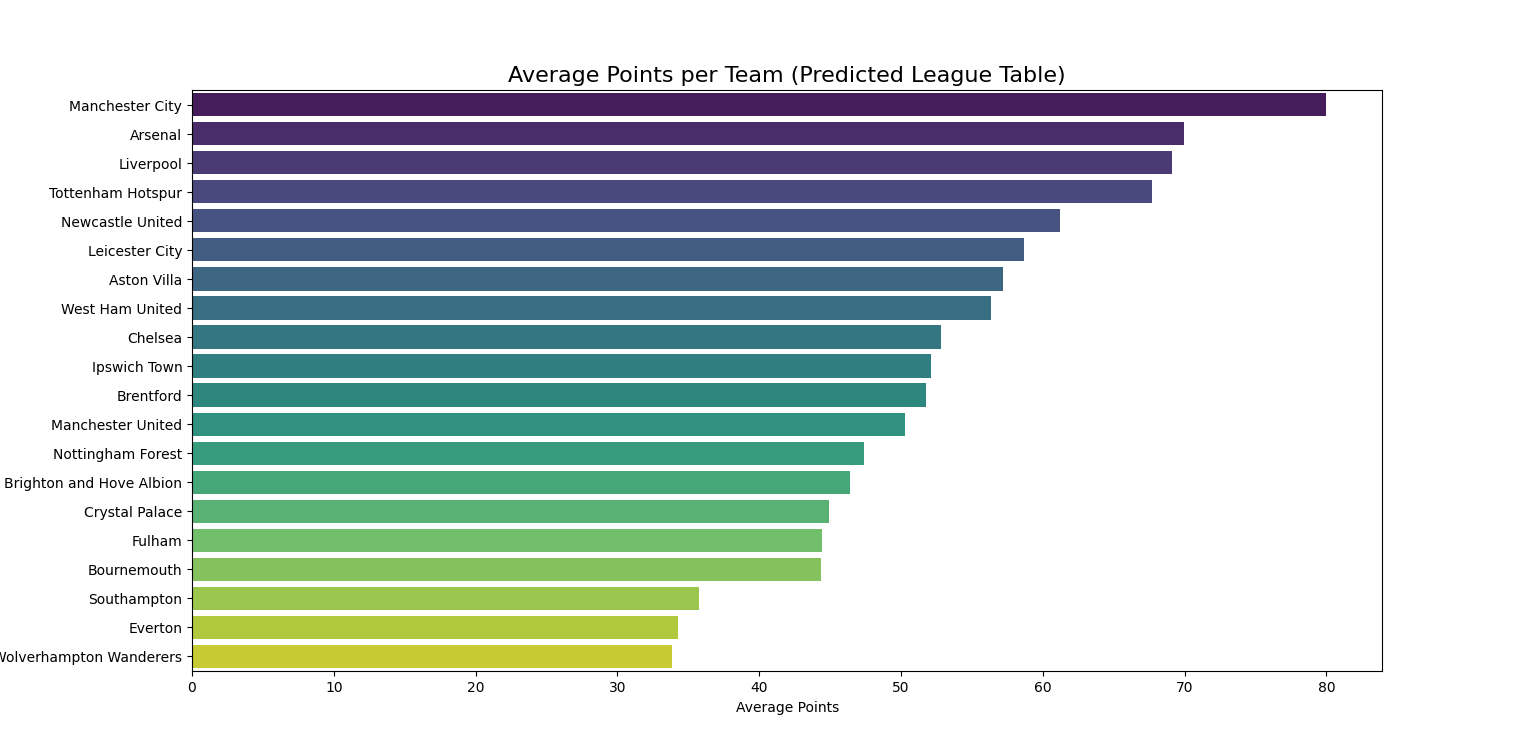 Average Points per Team (Predicted League Table)
Manchester City
Arsenal
Liverpool
Tottenham Hotspur
Newcastle United
Leicester City
Aston Villa
West Ham United
Chelsea
Ipswich Town
Brentford
Manchester United
Nottingham Forest
Brighton and Hove Albion
Crystal Palace
Fulham
Bournemouth
Southampton
Everton
Wolverhampton Wanderers
0 10 20 30 40 50 60 70 80
Average Points